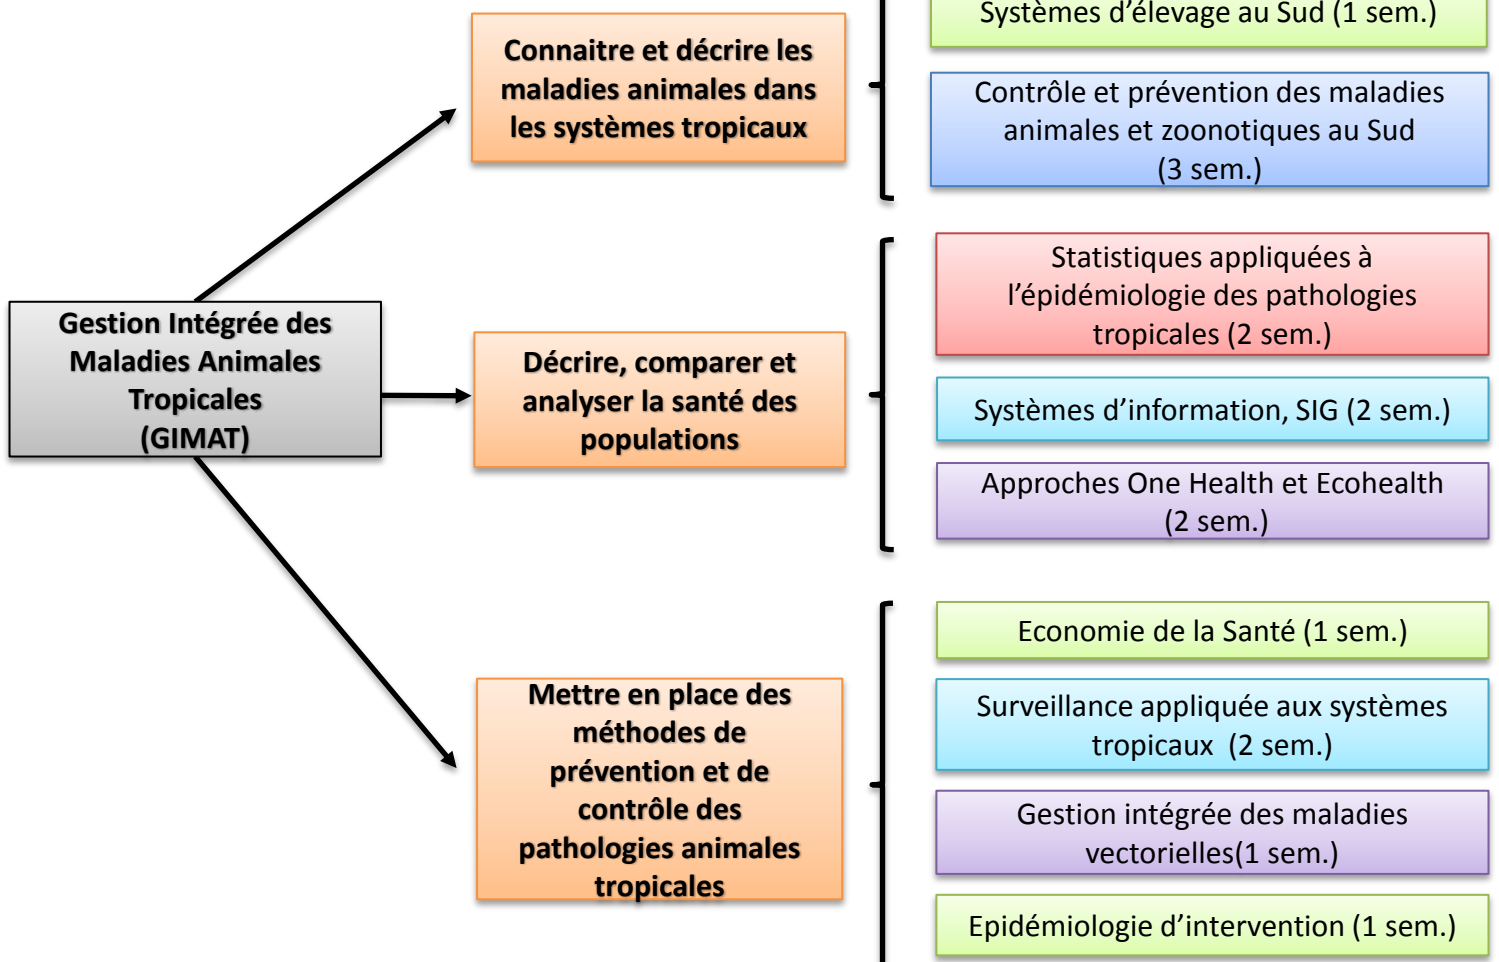 Gestion Intégrée des
Maladies Animales
Tropicales
(GIMAT)
Connaitre et décrire les
maladies animales dans
les systèmes tropicaux
Systèmes d'élevage au Sud (1 sem.)
Contrôle et prévention des maladies
animales et zoonotiques au Sud
(3 sem.)
Décrire, comparer et
analyser la santé des
populations
Statistiques appliquées à
l'épidémiologie des pathologies
tropicales (2 sem.)
Systèmes d'information, SIG (2 sem.)
Approches One Health et Ecohealth
(2 sem.)
Mettre en place des
méthodes de
prévention et de
contrôle des
pathologies animales
tropicales
Economie de la Santé (1 sem.)
Surveillance appliquée aux systèmes
tropicaux  (2 sem.)
Gestion intégrée des maladies
vectorielles(1 sem.)
Epidémiologie d'intervention (1 sem.)